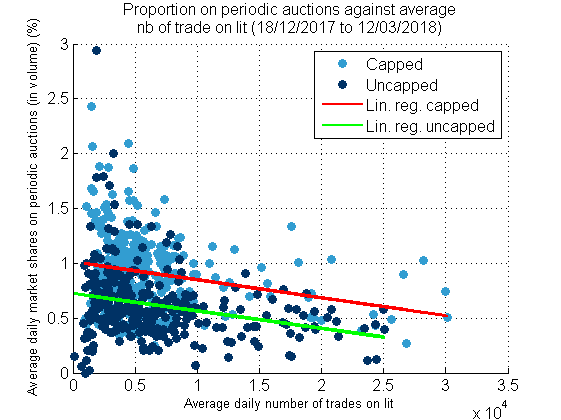 Proportion on periodic auctions against average
nb of trade on lit (18/12/2017 to 12/03/2018)
Average daily market shares on periodic auctions (in volume) (%)
3
2.5
2
1.5
1
0.5
0
Capped
Uncapped
Lin. reg. capped
Lin. reg. uncapped
0 0.5 1 1.5 2 2.5 3 3.5
Average daily number of trades on lit
x 10^4